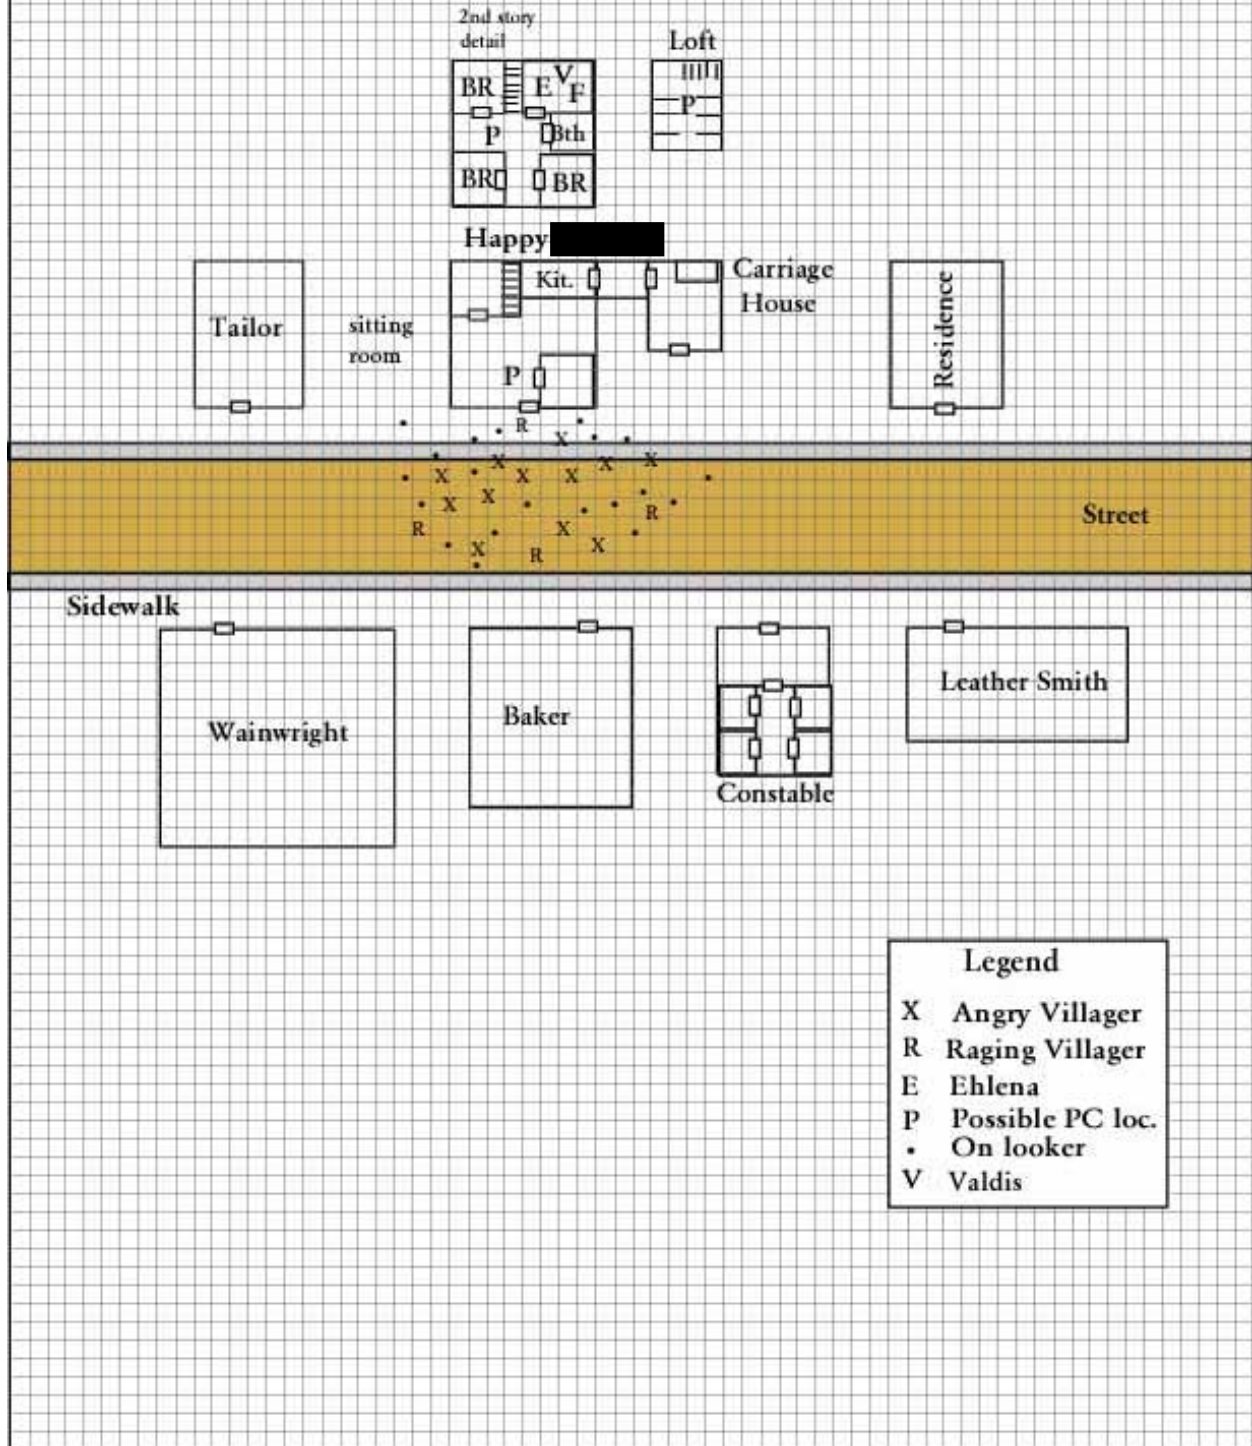 2nd story
detail
Loft
BR
E
V
F
P
P
Bth
BR
BR
Happy
Kit.
Carriage
House
Tailor
sitting
room
Residence
P
R
X
X
X
X
X
X
X
X
X
X
R
R
X
X
X
R
Street
Sidewalk
Wainwright
Baker
Leather Smith
Constable
Legend
X Angry Villager
R Raging Villager
E Ehlena
P Possible PC loc.
• On looker
V Valdis